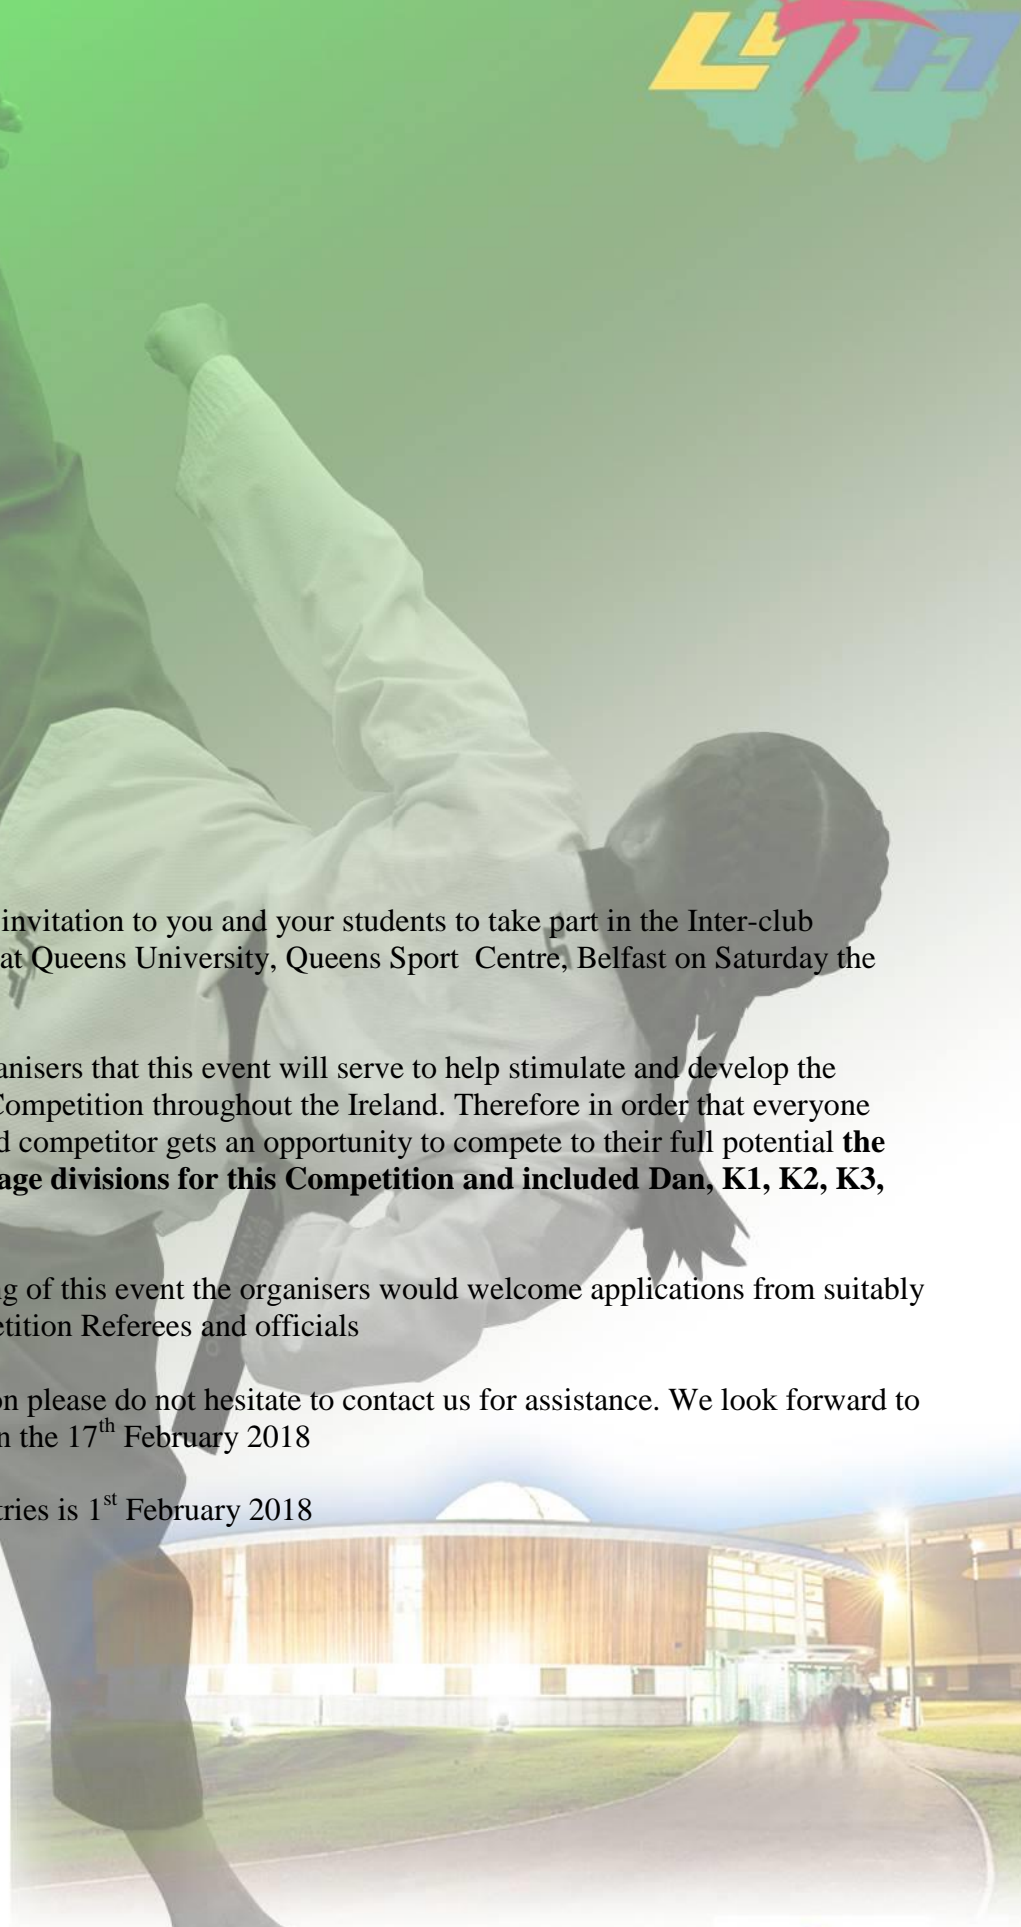 UTA
invitation to you and your students to take part in the Inter-club
at Queens University, Queens Sport Centre, Belfast on Saturday the
anisers that this event will serve to help stimulate and develop the
Competition throughout the Ireland. Therefore in order that everyone
d competitor gets an opportunity to compete to their full potential the
age divisions for this Competition and included Dan, K1, K2, K3,
ng of this event the organisers would welcome applications from suitably
etition Referees and officials
on please do not hesitate to contact us for assistance. We look forward to
n the 17th February 2018
tries is 1st February 2018